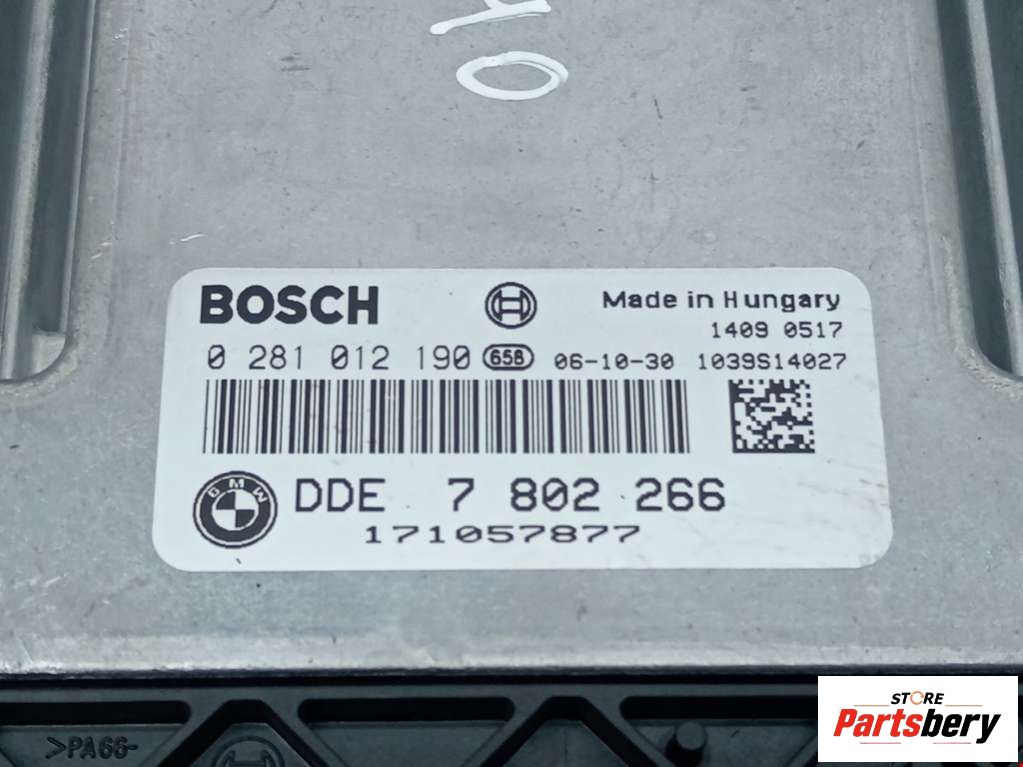 BOSCH
Made in Hungary
1409 0517
0 281 012 190 658 06-10-30 1039S14027
BMW
DDE 7 802 266
171057877
>PA66-
STORE
Partsbery